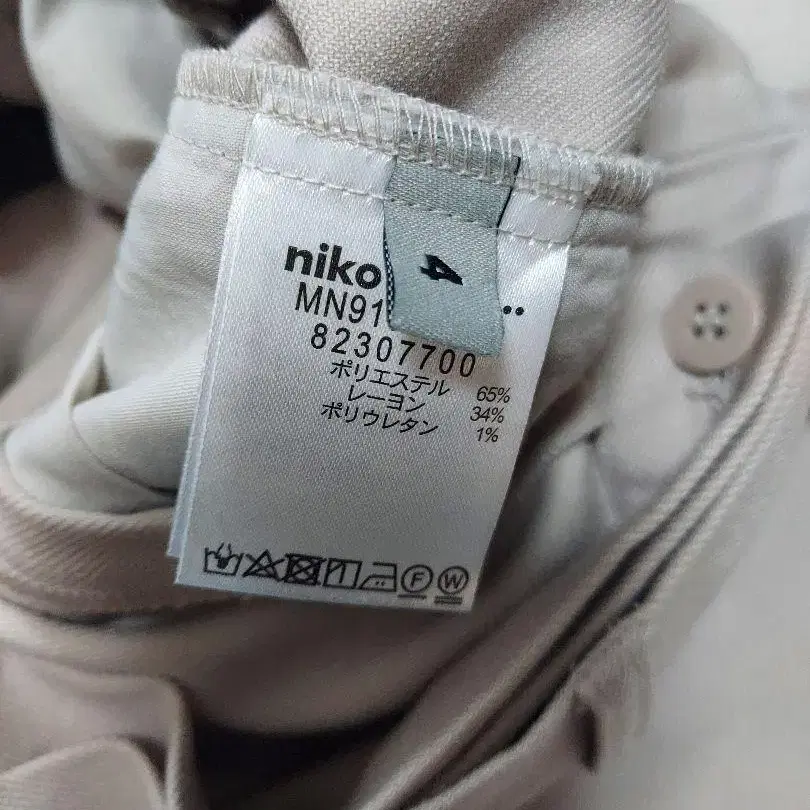 niko
4
MN91
82307700
ポリエステル 65%
レーヨン 34%
ポリウレタン 1%
F W